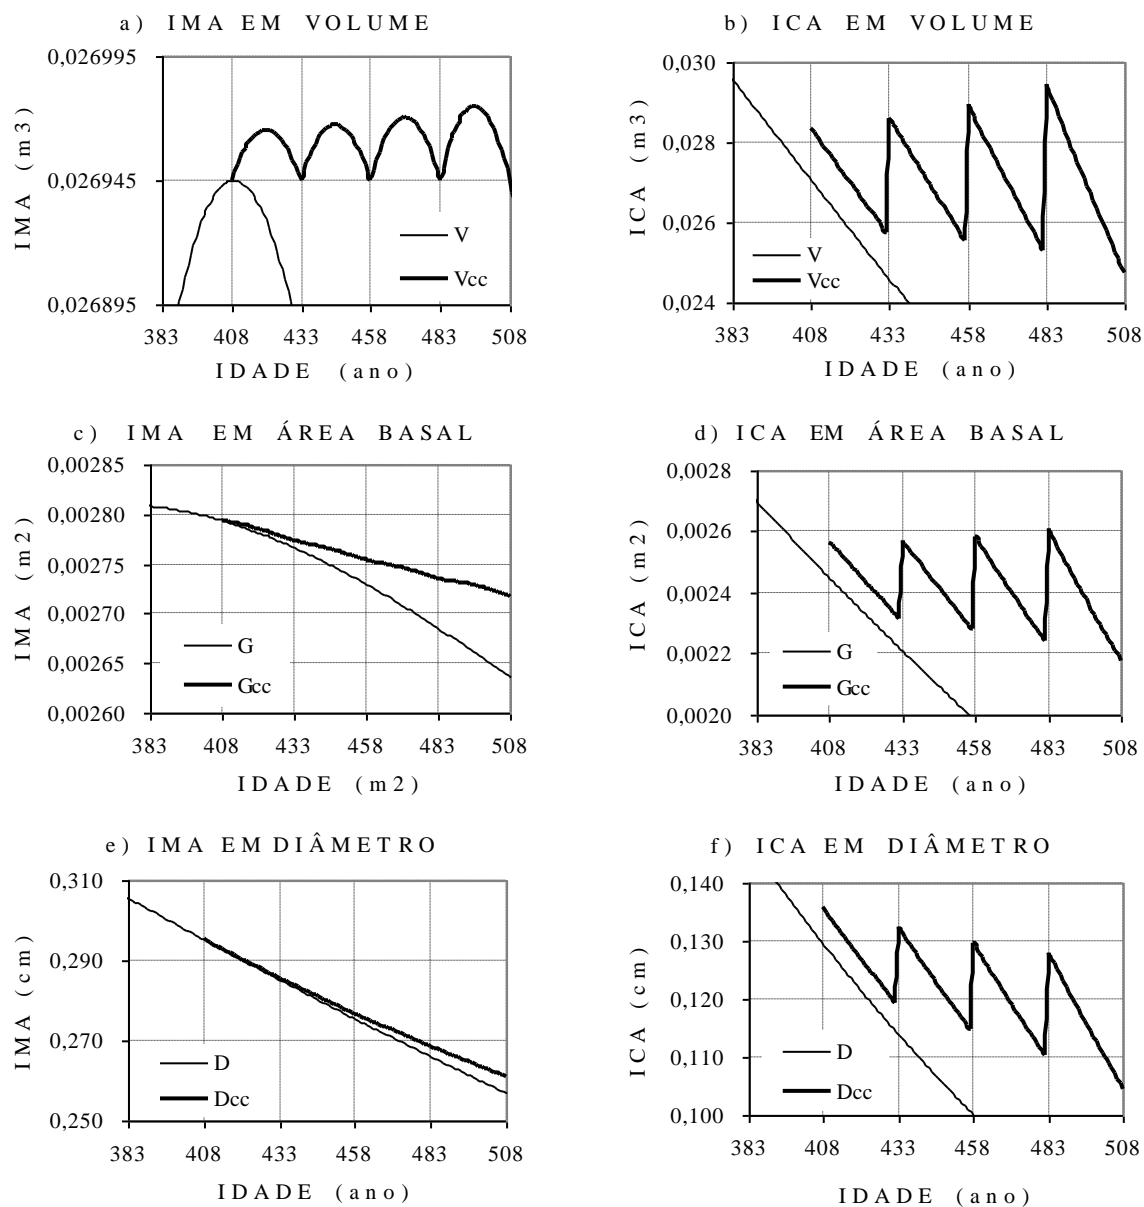 a) IMA EM VOLUME
0,026995
0,026945
0,026895
IMA (m3)
V
Vcc
383 408 433 458 483 508
IDADE (ano)
b) ICA EM VOLUME
0,030
0,028
0,026
0,024
ICA (m3)
V
Vcc
383 408 433 458 483 508
IDADE (ano)
c) IMA EM ÁREA BASAL
0,00285
0,00280
0,00275
0,00270
0,00265
0,00260
IMA (m2)
G
Gcc
383 408 433 458 483 508
IDADE (m2)
d) ICA EM ÁREA BASAL
0,0028
0,0026
0,0024
0,0022
0,0020
ICA (m2)
G
Gcc
383 408 433 458 483 508
IDADE (ano)
e) IMA EM DIÂMETRO
0,310
0,290
0,270
0,250
IMA (cm)
D
Dcc
383 408 433 458 483 508
IDADE (ano)
f) ICA EM DIÂMETRO
0,140
0,130
0,120
0,110
0,100
ICA (cm)
D
Dcc
383 408 433 458 483 508
IDADE (ano)